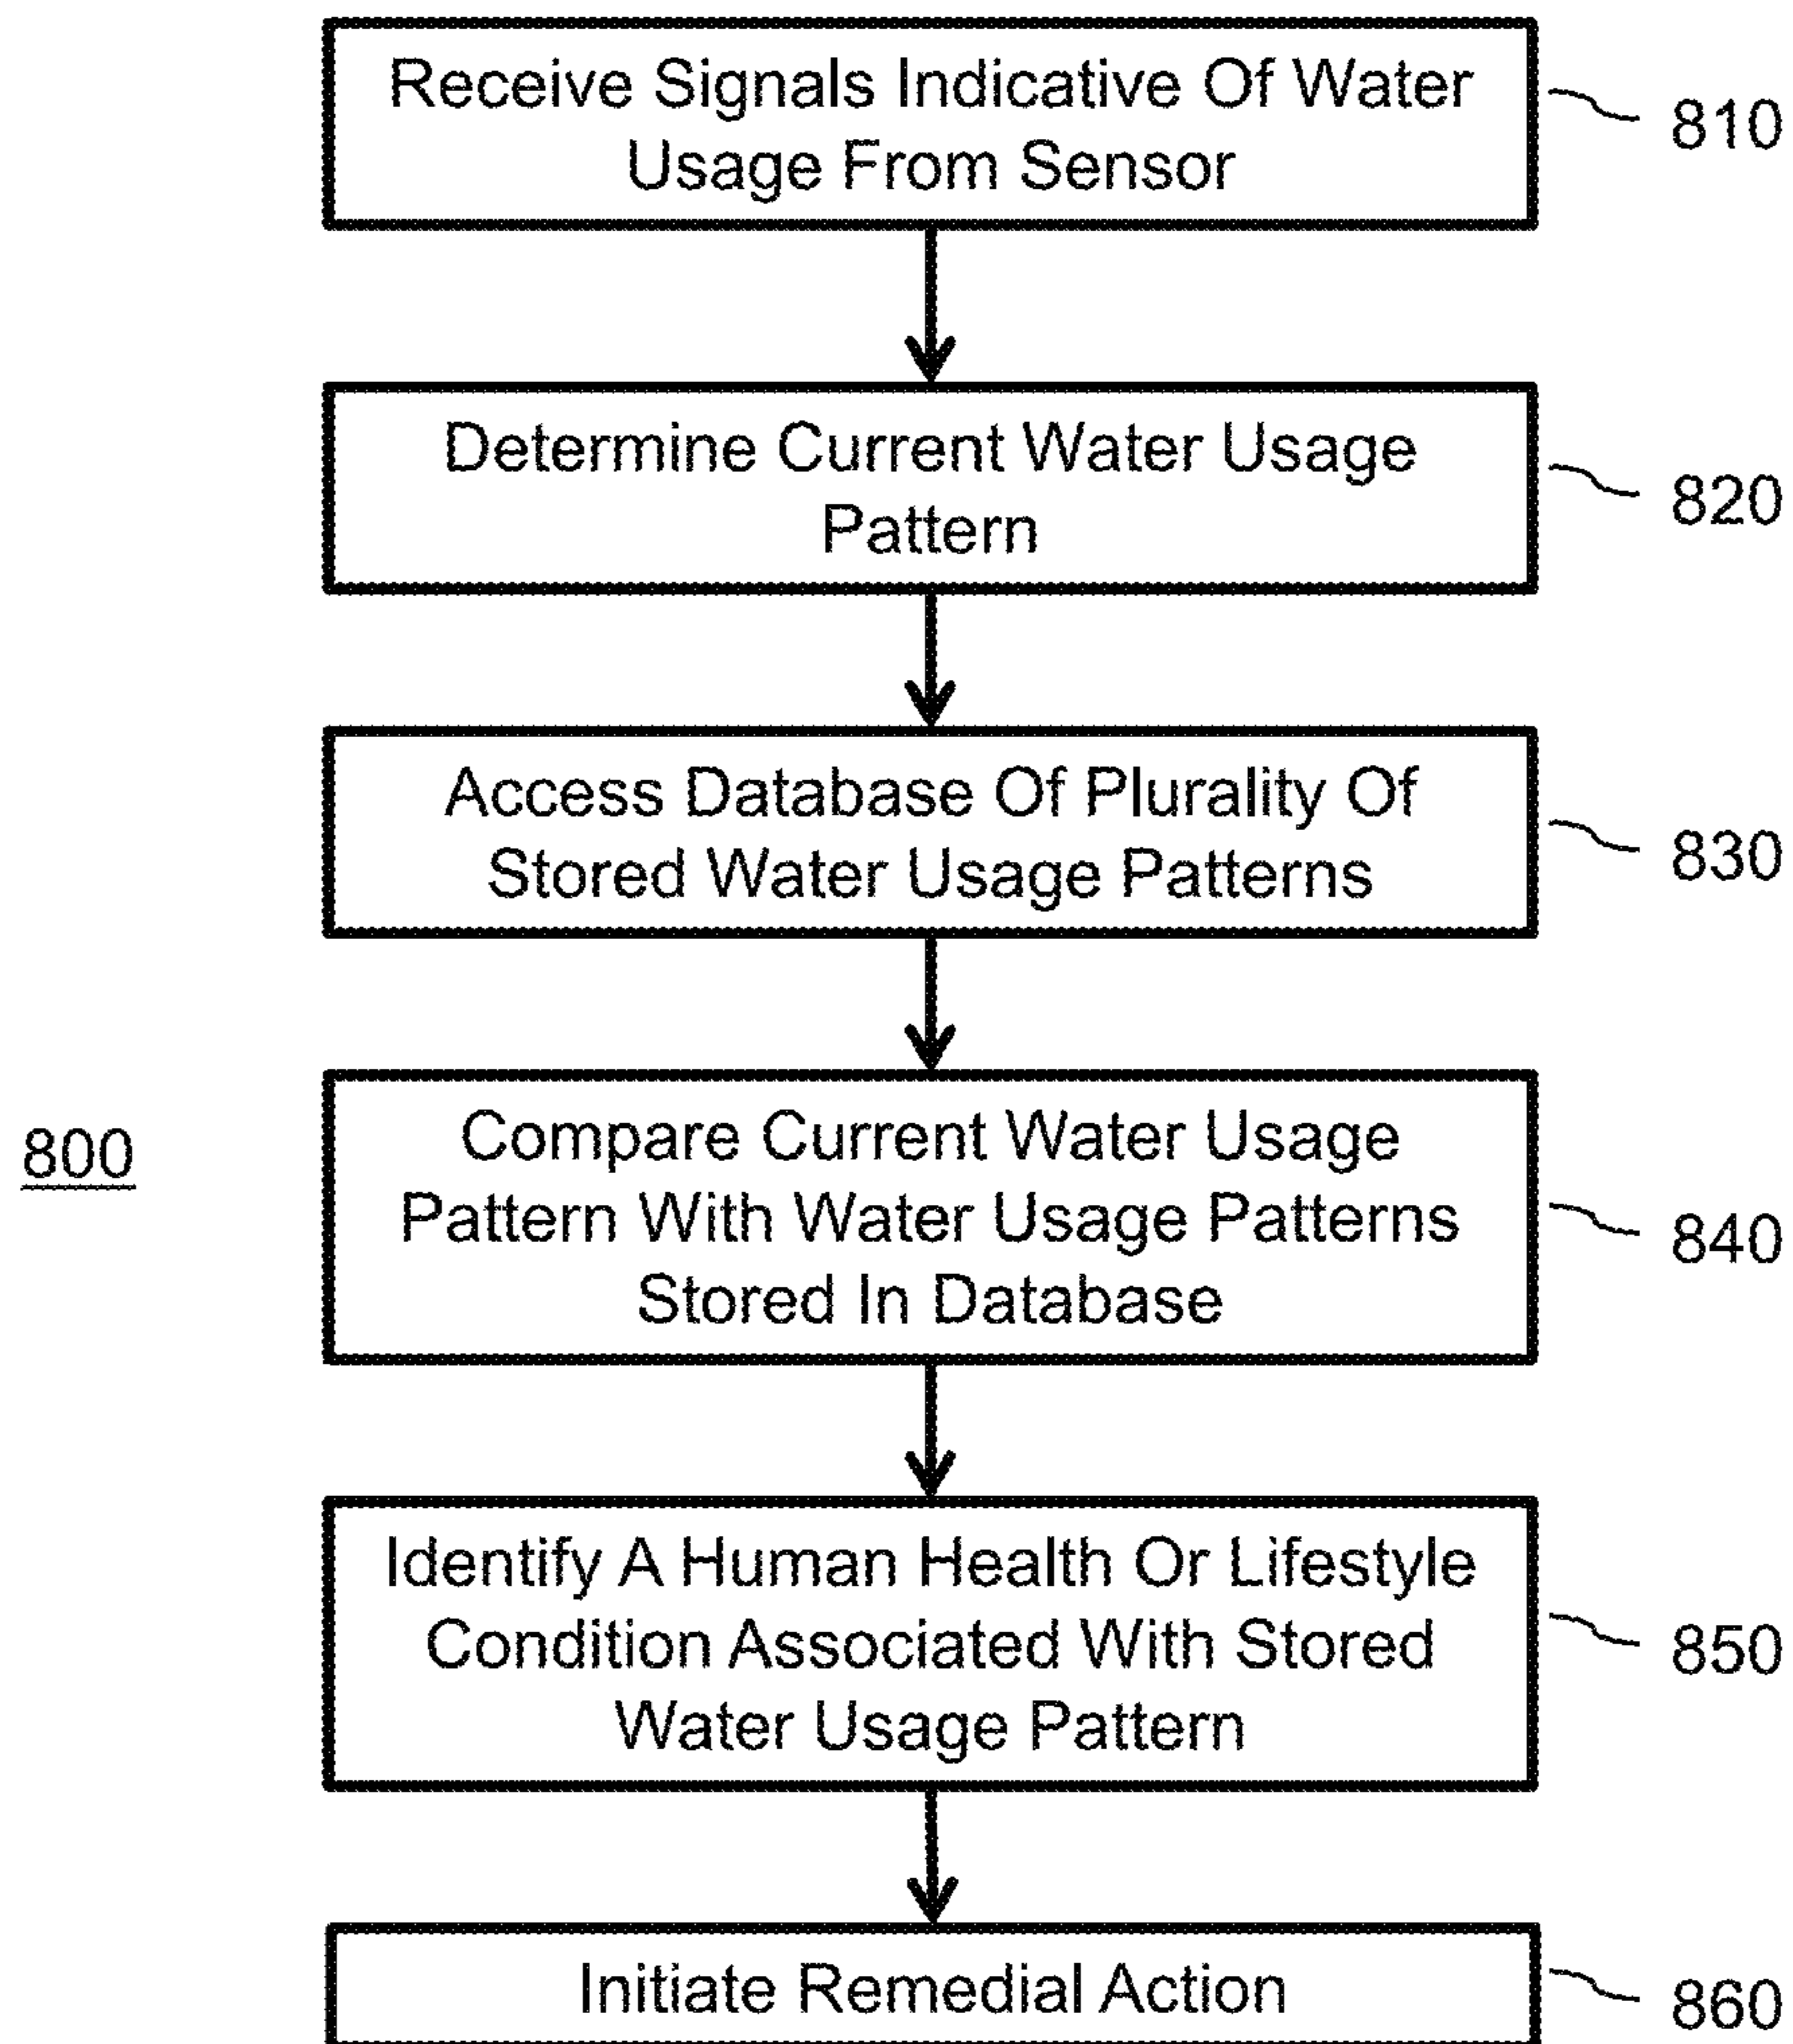 Receive Signals Indicative Of Water
Usage From Sensor
810
Determine Current Water Usage
Pattern
820
Access Database Of Plurality Of
Stored Water Usage Patterns
830
800
Compare Current Water Usage
Pattern With Water Usage Patterns
Stored In Database
840
Identify A Human Health Or Lifestyle
Condition Associated With Stored
Water Usage Pattern
850
Initiate Remedial Action
860